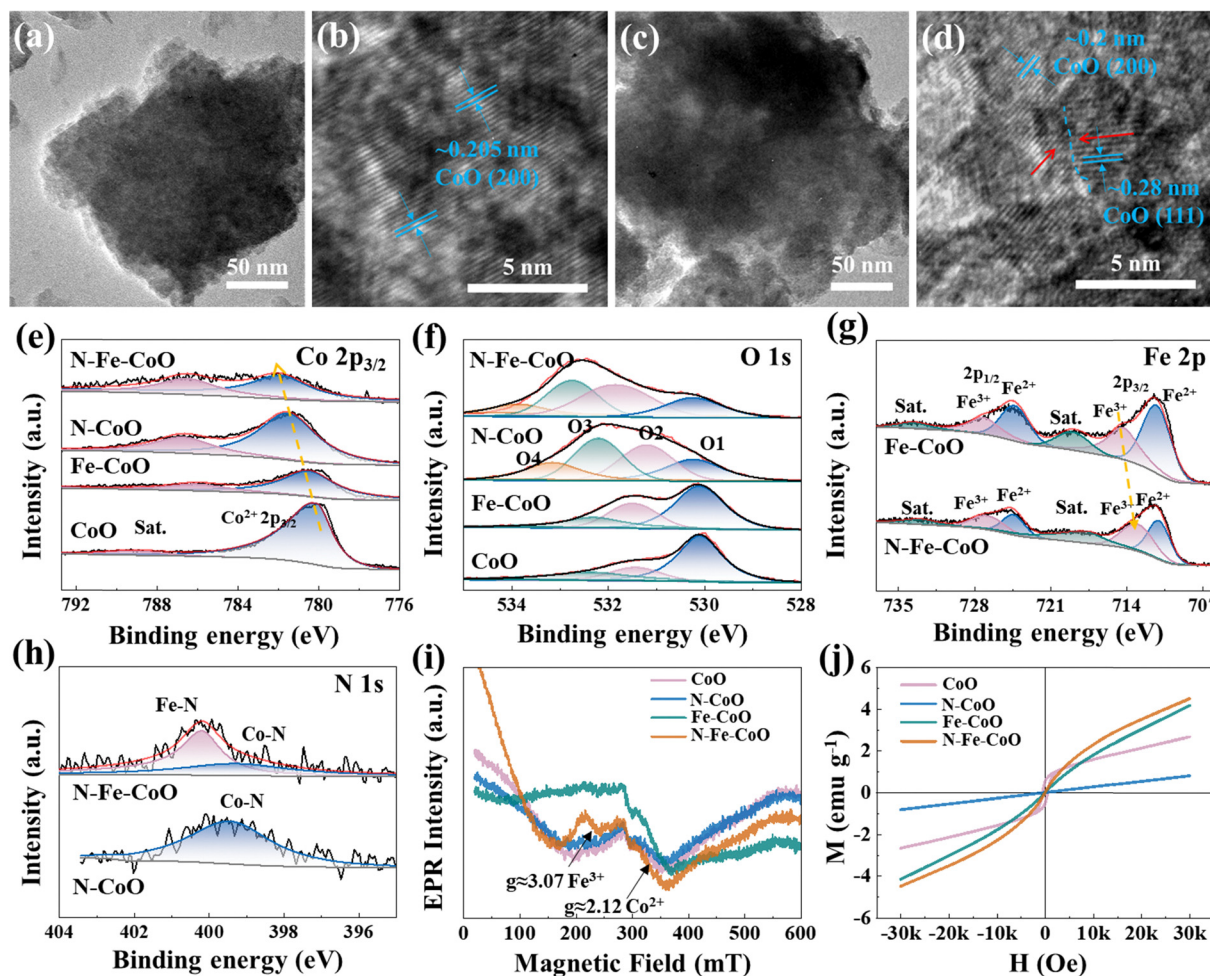 (a)
50 nm
(b)
~0.205 nm
CoO (200)
5 nm
(c)
50 nm
(d)
~0.2 nm
CoO (200)
~0.28 nm
CoO (111)
5 nm
(e)
Co 2p3/2
N-Fe-CoO
N-CoO
Fe-CoO
CoO
Sat.
Co2+ 2p3/2
Intensity (a.u.)
792 788 784 780 776
Binding energy (eV)
(f)
O 1s
N-Fe-CoO
N-CoO
O4
O3
O2
O1
Fe-CoO
CoO
Intensity (a.u.)
534 532 530 528
Binding energy (eV)
(g)
Fe 2p
2p1/2
2p3/2
Sat.
Fe3+
Fe2+
Sat.
Fe3+
Fe2+
Fe-CoO
Sat.
Fe3+
Fe2+
Sat.
Fe3+
Fe2+
N-Fe-CoO
Intensity (a.u.)
735 728 721 714 707
Binding energy (eV)
(h)
N 1s
Fe-N
Co-N
N-Fe-CoO
Co-N
N-CoO
Intensity (a.u.)
404 402 400 398 396
Binding energy (eV)
(i)
CoO
N-CoO
Fe-CoO
N-Fe-CoO
g≈3.07 Fe3+
g≈2.12 Co2+
EPR Intensity (a.u.)
0 100 200 300 400 500 600
Magnetic Field (mT)
(j)
CoO
N-CoO
Fe-CoO
N-Fe-CoO
M (emu g-1)
6
4
2
0
-2
-4
-6
-30k -20k -10k 0 10k 20k 30k
H (Oe)